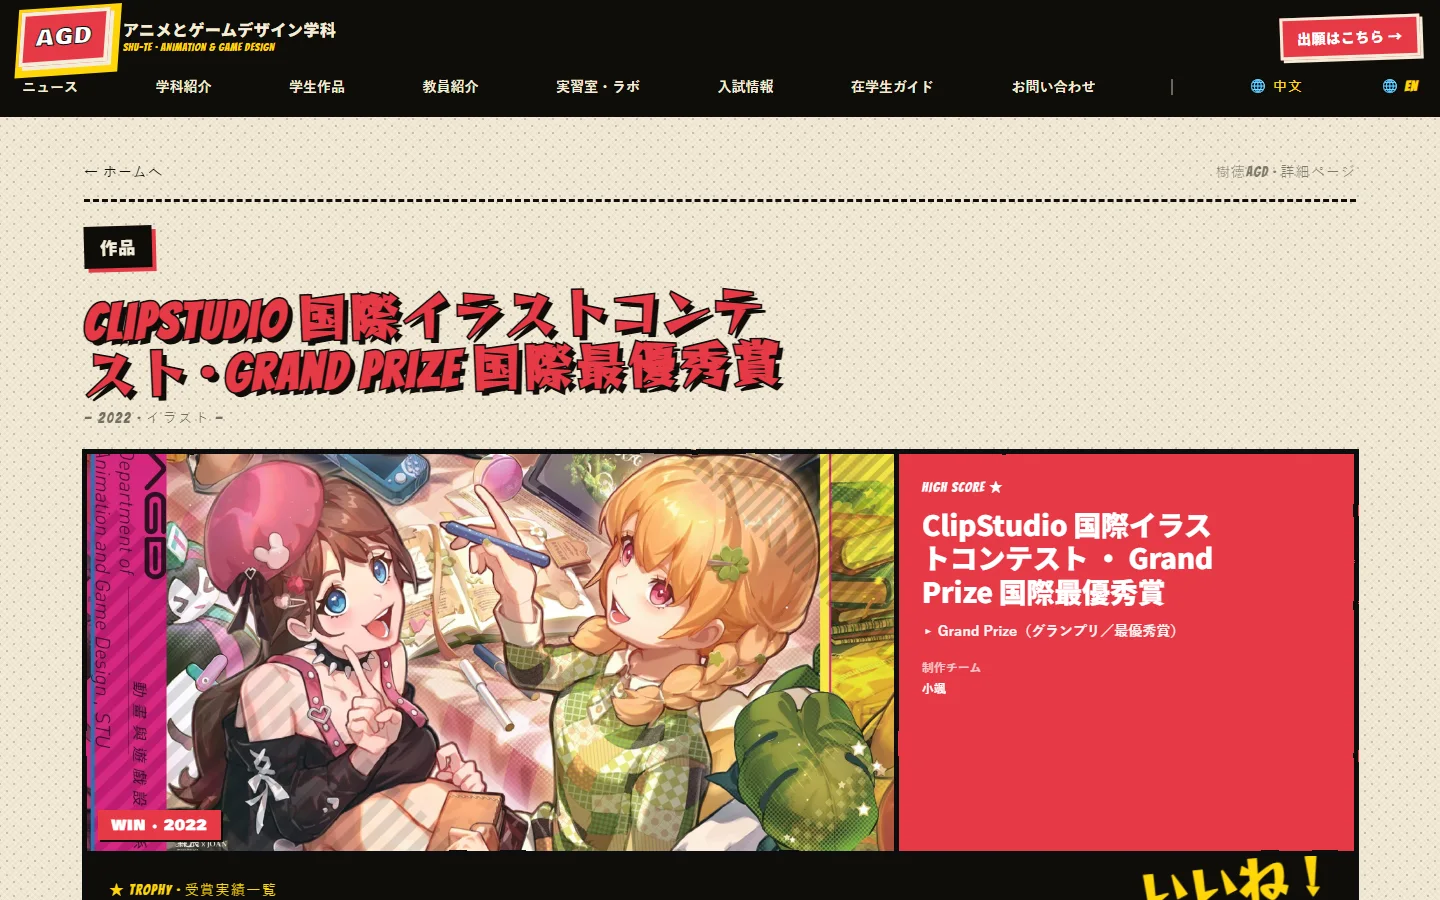 AGD
アニメとゲームデザイン学科
SHU-TE · ANIMATION & GAME DESIGN
出願はこちら →
ニュース 学科紹介 学生作品 教員紹介 実習室・ラボ 入試情報 在学生ガイド お問い合わせ | 🌐 中文 🌐 EN
← ホームへ
樹德AGD · 詳細ページ
作品
CLIPSTUDIO 国際イラストコンテ
スト・GRAND PRIZE 国際最優秀賞
– 2022 · イラスト –
Department of
Animation and Game Design, STU
動畫與遊戲設
WIN · 2022
HIGH SCORE ★
ClipStudio 国際イラス
トコンテスト ・ Grand
Prize 国際最優秀賞
▸ Grand Prize（グランプリ／最優秀賞）
制作チーム
小颯
★ TROPHY · 受賞実績一覧
いいね！